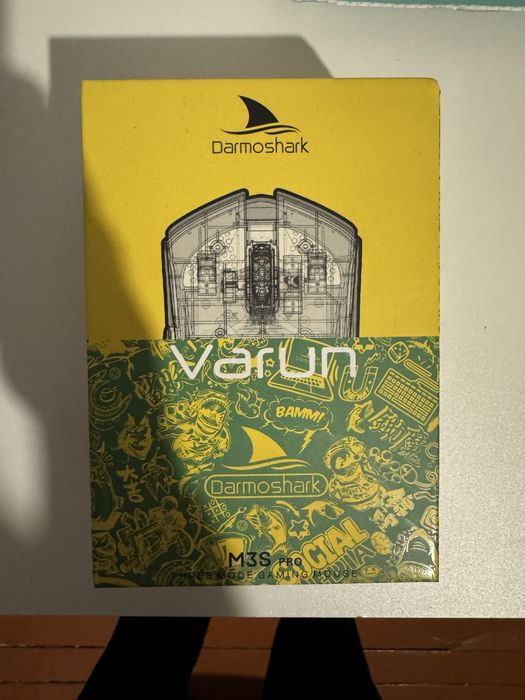 Darmoshark
varun
BAMM!
Darmoshark
M3S PRO
THREE MODE GAMING MOUSE